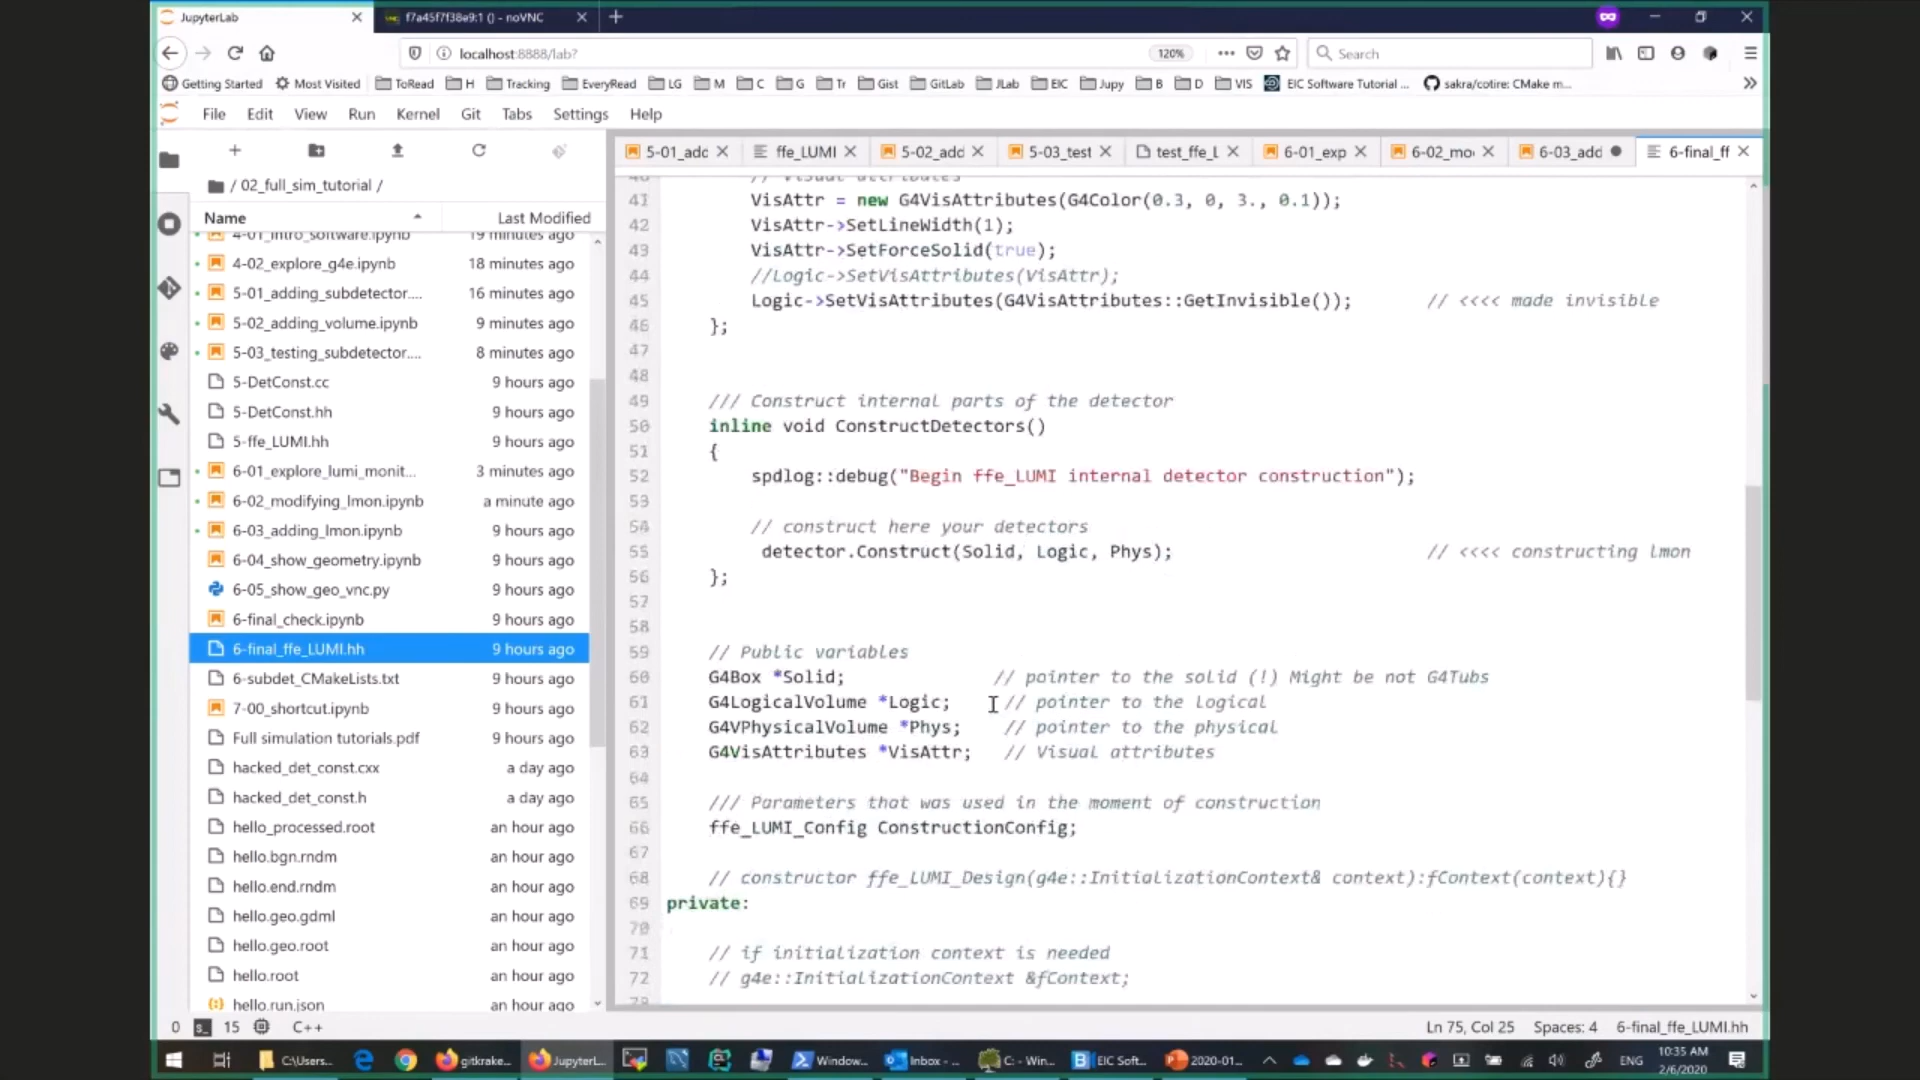 JupyterLab
f7a45f7f38e9:1 () - noVNC
localhost:8888/lab?
120%
Search
Getting Started
Most Visited
ToRead
H
Tracking
EveryRead
LG
M
C
G
Tr
Gist
GitLab
JLab
EIC
Jupy
B
D
VIS
EIC Software Tutorial ...
sakra/cotire: CMake m...
File Edit View Run Kernel Git Tabs Settings Help
5-01_adc
ffe_LUMI
5-02_add
5-03_test
test_ffe_L
6-01_exp
6-02_mo
6-03_add
6-final_ff
/ 02_full_sim_tutorial /
Name Last Modified
4-01_intro_software.ipynb 19 minutes ago
4-02_explore_g4e.ipynb 18 minutes ago
5-01_adding_subdetector.... 16 minutes ago
5-02_adding_volume.ipynb 9 minutes ago
5-03_testing_subdetector.... 8 minutes ago
5-DetConst.cc 9 hours ago
5-DetConst.hh 9 hours ago
5-ffe_LUMI.hh 9 hours ago
6-01_explore_lumi_monit... 3 minutes ago
6-02_modifying_lmon.ipynb a minute ago
6-03_adding_lmon.ipynb 9 hours ago
6-04_show_geometry.ipynb 9 hours ago
6-05_show_geo_vnc.py 9 hours ago
6-final_check.ipynb 9 hours ago
6-final_ffe_LUMI.hh 9 hours ago
6-subdet_CMakeLists.txt 9 hours ago
7-00_shortcut.ipynb 9 hours ago
Full simulation tutorials.pdf 9 hours ago
hacked_det_const.cxx a day ago
hacked_det_const.h a day ago
hello_processed.root an hour ago
hello.bgn.rndm an hour ago
hello.end.rndm an hour ago
hello.geo.gdml an hour ago
hello.geo.root an hour ago
hello.root an hour ago
hello.run.json an hour ago
40 // Visual attributes
41 VisAttr = new G4VisAttributes(G4Color(0.3, 0, 3., 0.1));
42 VisAttr->SetLineWidth(1);
43 VisAttr->SetForceSolid(true);
44 //Logic->SetVisAttributes(VisAttr);
45 Logic->SetVisAttributes(G4VisAttributes::GetInvisible()); // <<<< made invisible
46 };
47
48
49 /// Construct internal parts of the detector
50 inline void ConstructDetectors()
51 {
52 spdlog::debug("Begin ffe_LUMI internal detector construction");
53
54 // construct here your detectors
55 detector.Construct(Solid, Logic, Phys); // <<<< constructing lmon
56 };
57
58
59 // Public variables
60 G4Box *Solid; // pointer to the solid (!) Might be not G4Tubs
61 G4LogicalVolume *Logic; // pointer to the Logical
62 G4VPhysicalVolume *Phys; // pointer to the physical
63 G4VisAttributes *VisAttr; // Visual attributes
64
65 /// Parameters that was used in the moment of construction
66 ffe_LUMI_Config ConstructionConfig;
67
68 // constructor ffe_LUMI_Design(g4e::InitializationContext& context):fContext(context){}
69 private:
70
71 // if initialization context is needed
72 // g4e::InitializationContext &fContext;
73
0 15 C++ Ln 75, Col 25 Spaces: 4 6-final_ffe_LUMI.hh
C:\Users...
gitkrake...
JupyterL...
Window...
Inbox - ...
C: - Win...
EIC Soft...
2020-01...
ENG
10:35 AM
2/6/2020